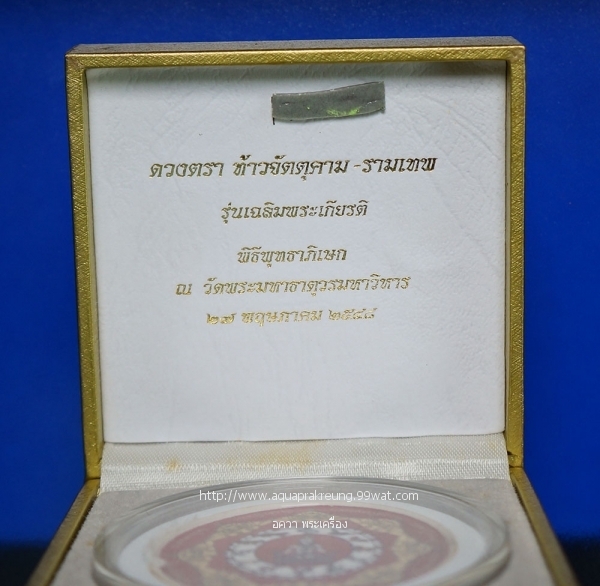 ดวงตรา ท้าวจัตตุคาม -รามเทพ
รุ่นเฉลิมพระเกียรติ
พิธีพุทธาภิเษก
ณ วัดพระมหาธาตุวรมหาวิหาร
๒๗ พฤษภาคม ๒๕๔๘
http://www.aquaprakreung.99wat.com
อควา พระเครื่อง